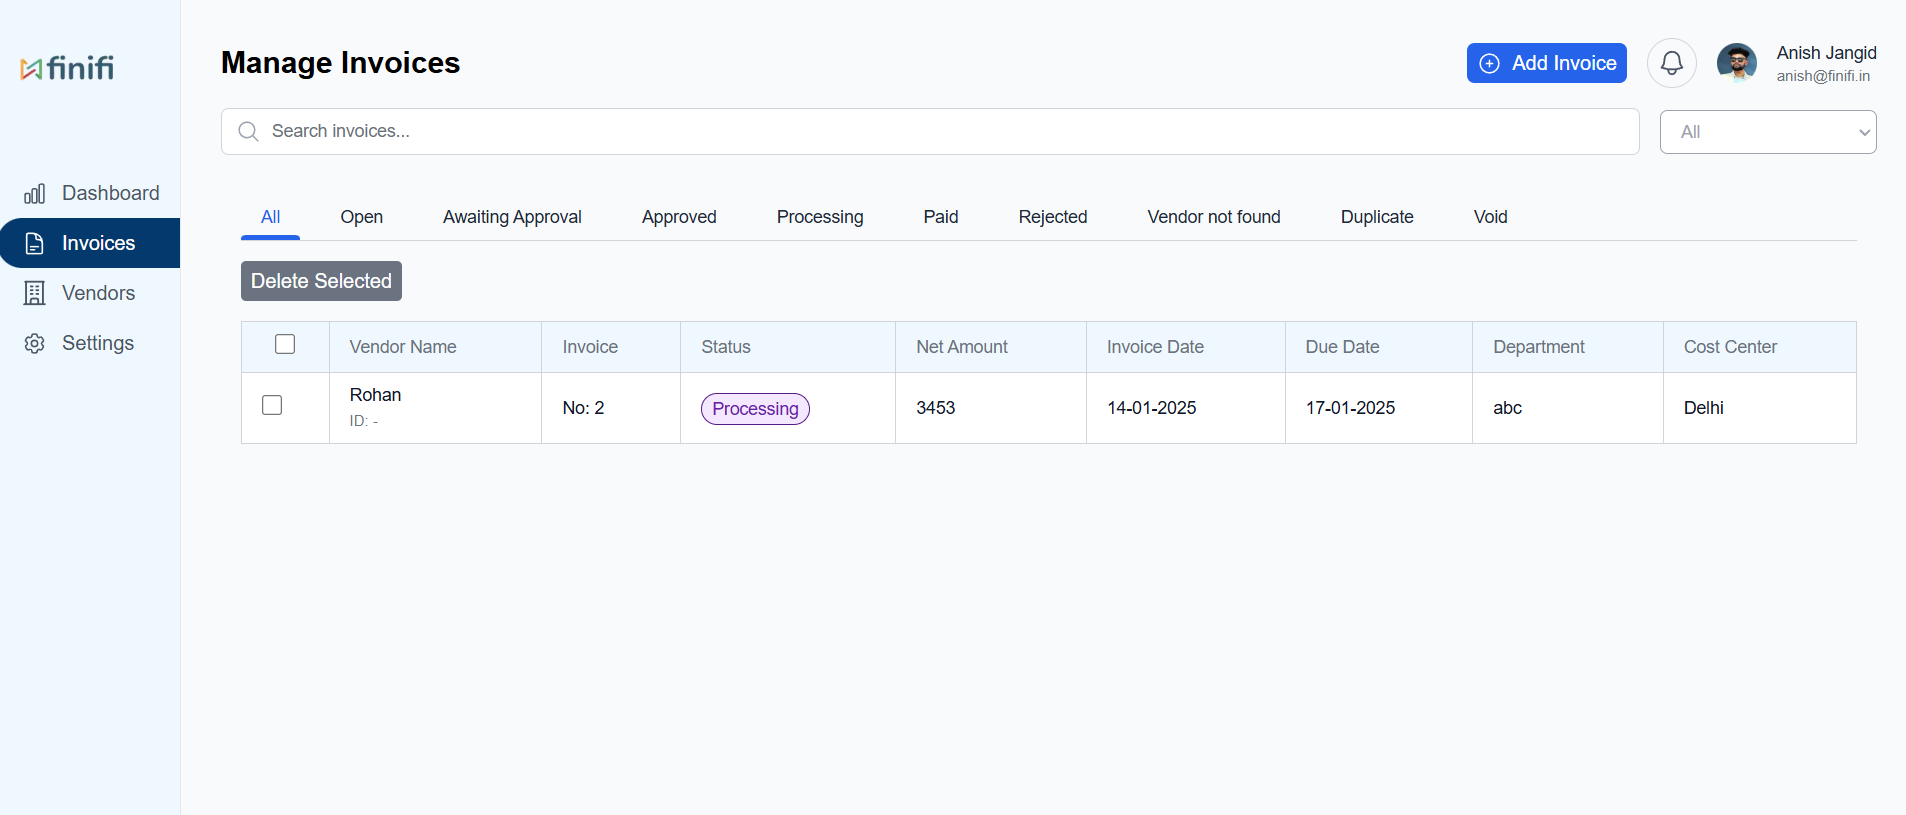 finifi
Dashboard
Invoices
Vendors
Settings
Manage Invoices
Add Invoice
Anish Jangid
anish@finifi.in
Search invoices...
All
All Open Awaiting Approval Approved Processing Paid Rejected Vendor not found Duplicate Void
Delete Selected
Vendor Name Invoice Status Net Amount Invoice Date Due Date Department Cost Center
Rohan
ID: -
No: 2 Processing 3453 14-01-2025 17-01-2025 abc Delhi